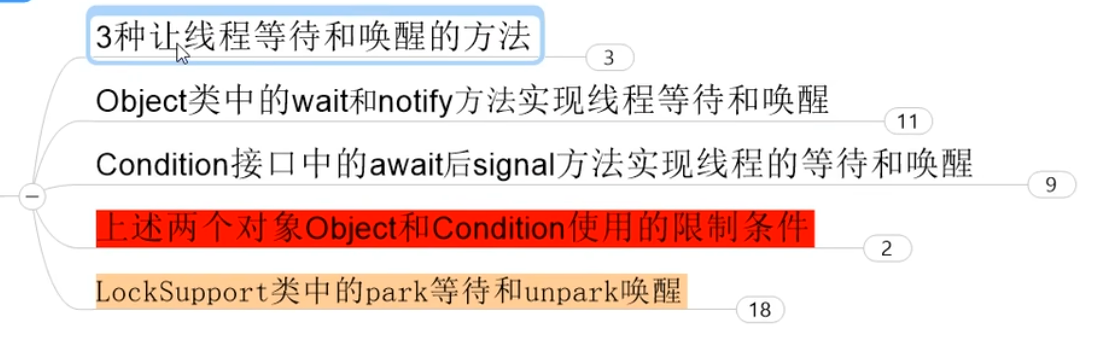 3种让线程等待和唤醒的方法
3
Object类中的wait和notify方法实现线程等待和唤醒
11
Condition接口中的await后signal方法实现线程的等待和唤醒
9
上述两个对象Object和Condition使用的限制条件
2
LockSupport类中的park等待和unpark唤醒
18